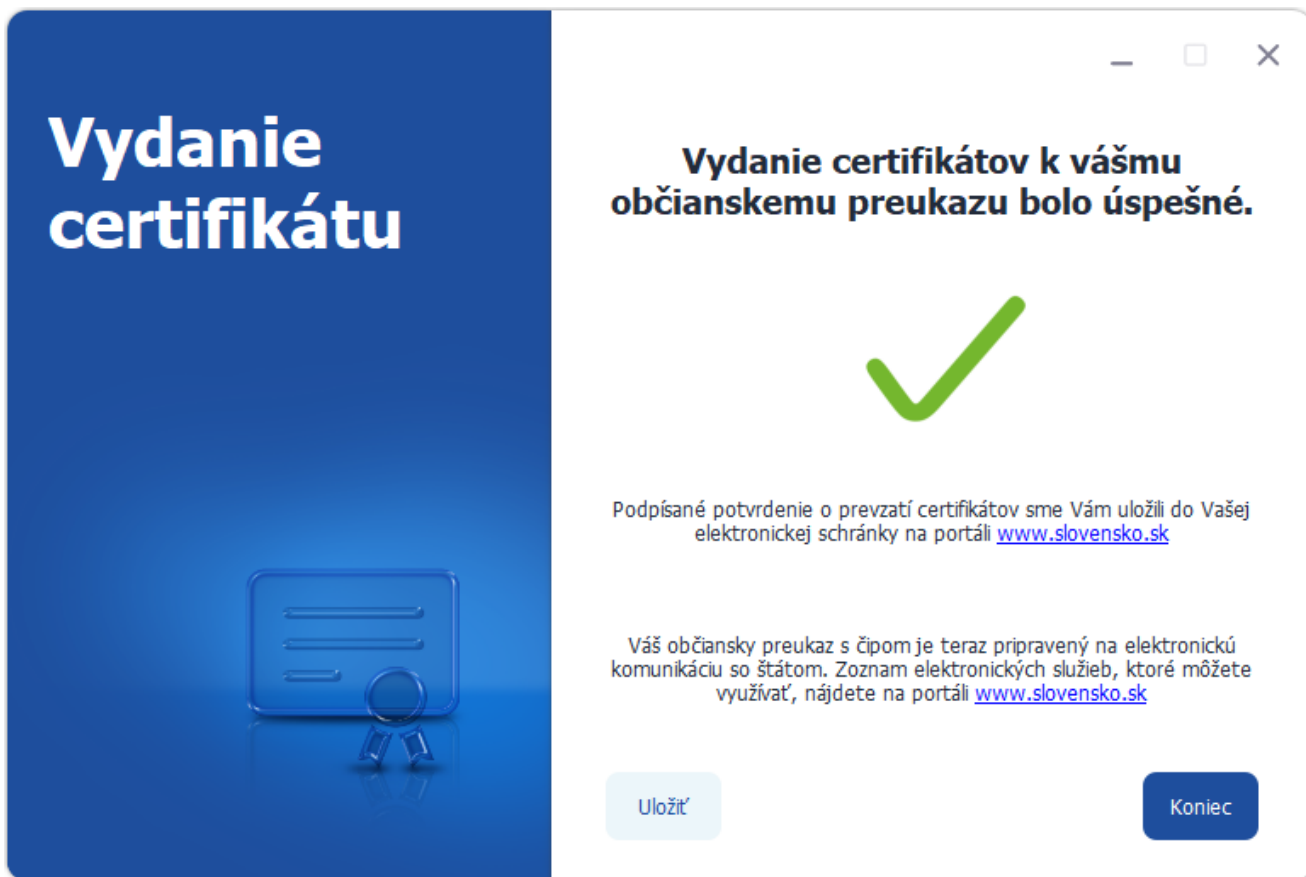 Vydanie
certifikátu
Vydanie certifikátov k vášmu
občianskemu preukazu bolo úspešné.
Podpísané potvrdenie o prevzatí certifikátov sme Vám uložili do Vašej
elektronickej schránky na portáli www.slovensko.sk
Váš občiansky preukaz s čipom je teraz pripravený na elektronickú
komunikáciu so štátom. Zoznam elektronických služieb, ktoré môžete
využívať, nájdete na portáli www.slovensko.sk
Uložiť
Koniec